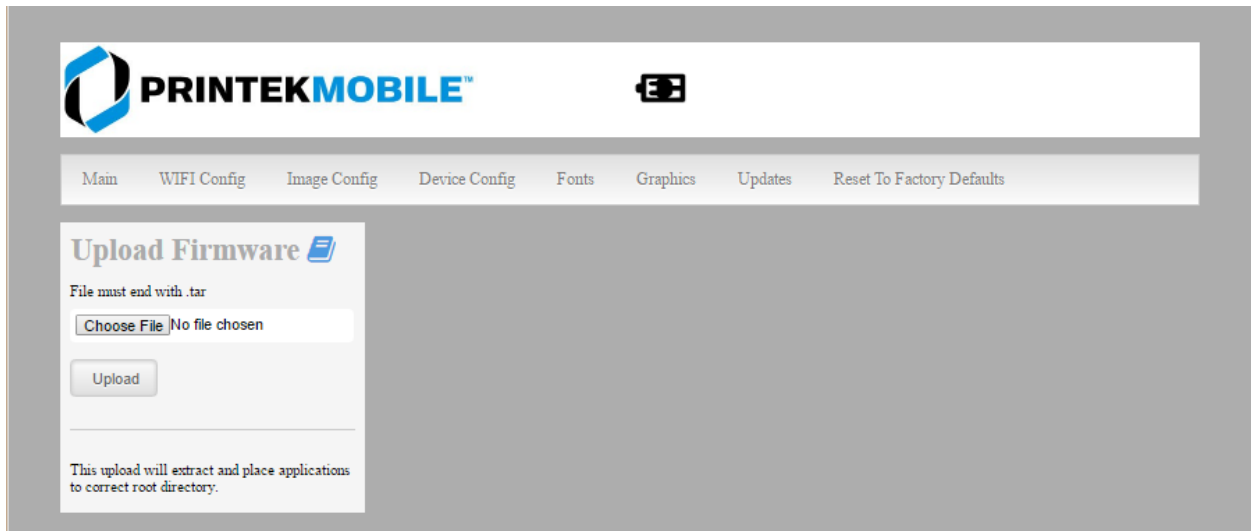 PRINTEKMOBILE™
Main WIFI Config Image Config Device Config Fonts Graphics Updates Reset To Factory Defaults
Upload Firmware
File must end with .tar
Choose File No file chosen
Upload
This upload will extract and place applications
to correct root directory.